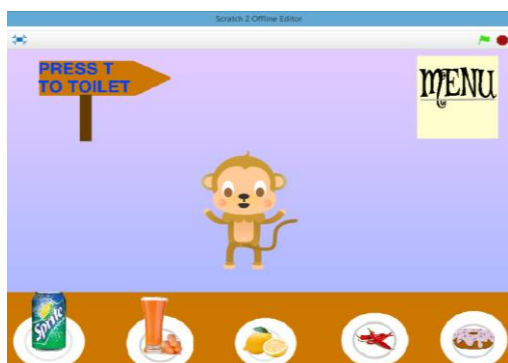 Scratch 2 Offline Editor
PRESS T
TO TOILET
MENU
Sprite